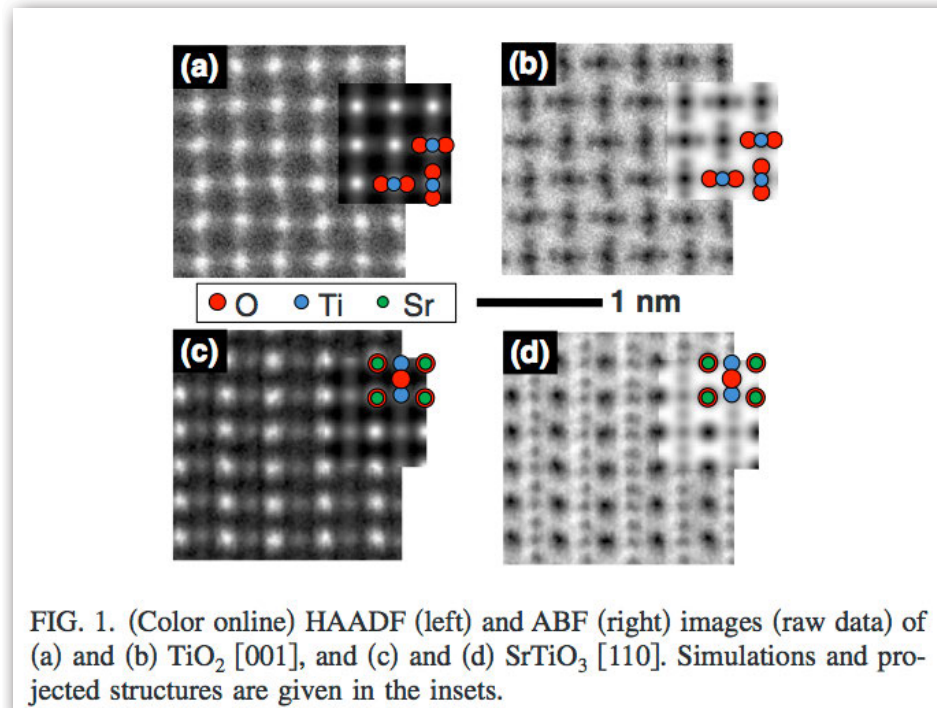 (a)
(b)
O Ti Sr
1 nm
(c)
(d)
FIG. 1. (Color online) HAADF (left) and ABF (right) images (raw data) of
(a) and (b) TiO₂ [001], and (c) and (d) SrTiO₃ [110]. Simulations and pro-
jected structures are given in the insets.